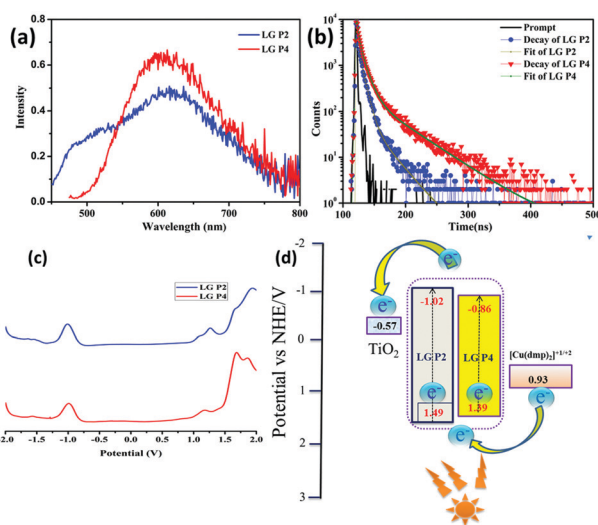 (a)
LG P2
LG P4
0.6
0.4
0.2
0.0
Intensity
500
600
700
800
Wavelength (nm)
(b)
Prompt
Decay of LG P2
Fit of LG P2
Decay of LG P4
Fit of LG P4
10⁴
10³
10²
10¹
10⁰
Counts
100
200
300
400
500
Time(ns)
(c)
LG P2
LG P4
-2.0
-1.5
-1.0
-0.5
0.0
0.5
1.0
1.5
2.0
Potential (V)
(d)
-2
-1
0
1
2
3
Potential vs NHE/V
e⁻
e⁻
-0.57
TiO₂
-1.02
LG P2
e⁻
1.49
-0.86
LG P4
e⁻
1.39
[Cu(dmp)₂]⁺¹/⁺²
0.93
e⁻
e⁻